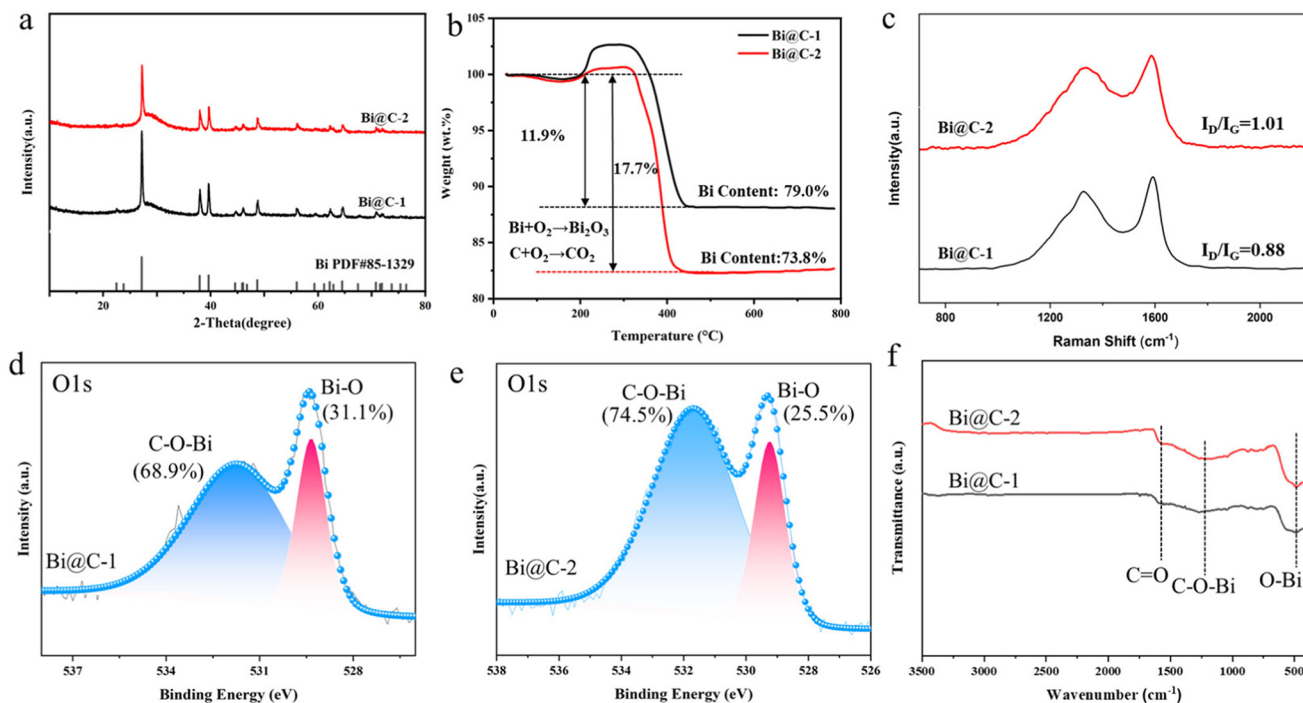 a
Intensity(a.u.)
Bi@C-2
Bi@C-1
Bi PDF#85-1329
20 40 60 80
2-Theta(degree)
b
Weight (wt.%)
105
100
95
90
85
80
Bi@C-1
Bi@C-2
11.9%
17.7%
Bi Content: 79.0%
Bi+O₂→Bi₂O₃
C+O₂→CO₂
Bi Content:73.8%
0 200 400 600 800
Temperature (°C)
c
Intensity(a.u.)
Bi@C-2
I_D/I_G=1.01
Bi@C-1
I_D/I_G=0.88
800 1200 1600 2000
Raman Shift (cm⁻¹)
d
O1s
Intensity (a.u.)
Bi-O
(31.1%)
C-O-Bi
(68.9%)
Bi@C-1
537 534 531 528
Binding Energy (eV)
e
O1s
Intensity(a.u.)
C-O-Bi
(74.5%)
Bi-O
(25.5%)
Bi@C-2
538 536 534 532 530 528 526
Binding Energy (eV)
f
Transmittance (a.u.)
Bi@C-2
Bi@C-1
C=O
C-O-Bi
O-Bi
3500 3000 2500 2000 1500 1000 500
Wavenumber (cm⁻¹)